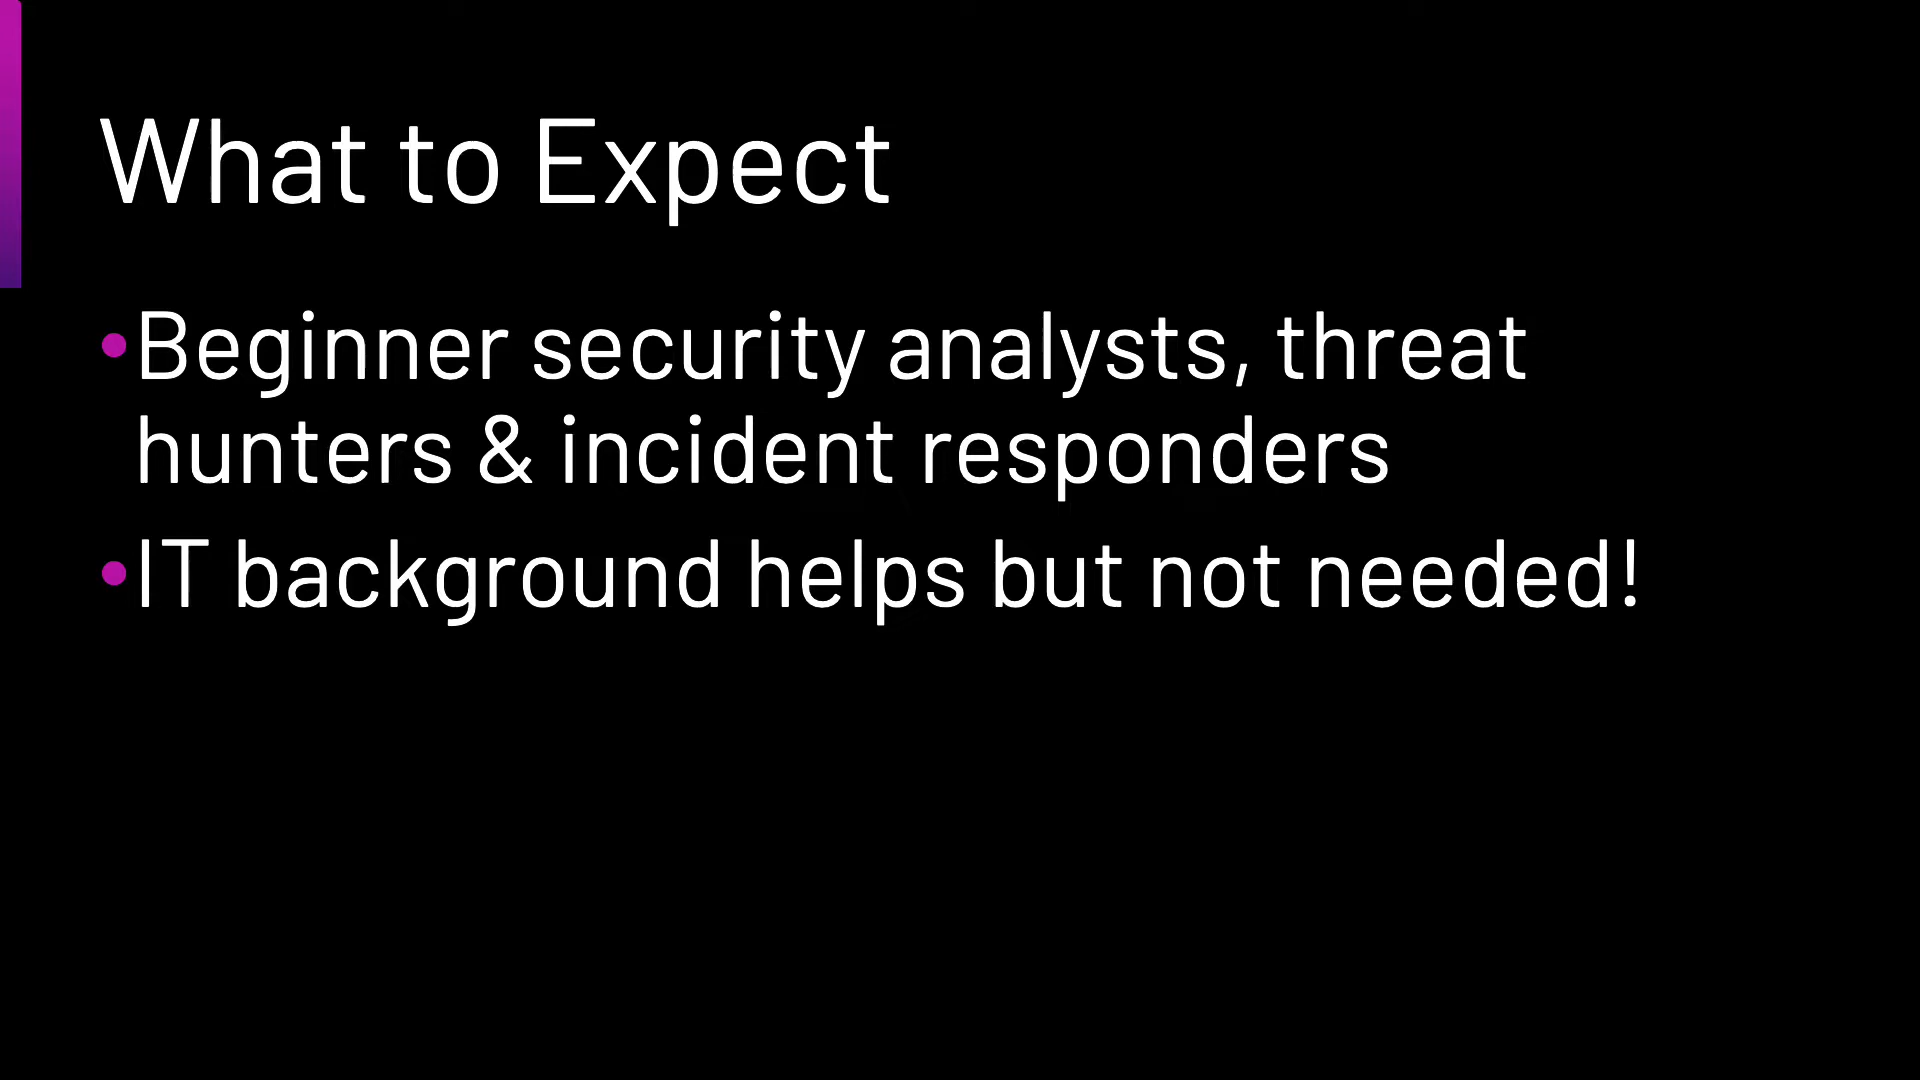 What to Expect
•Beginner security analysts, threat
hunters & incident responders
•IT background helps but not needed!